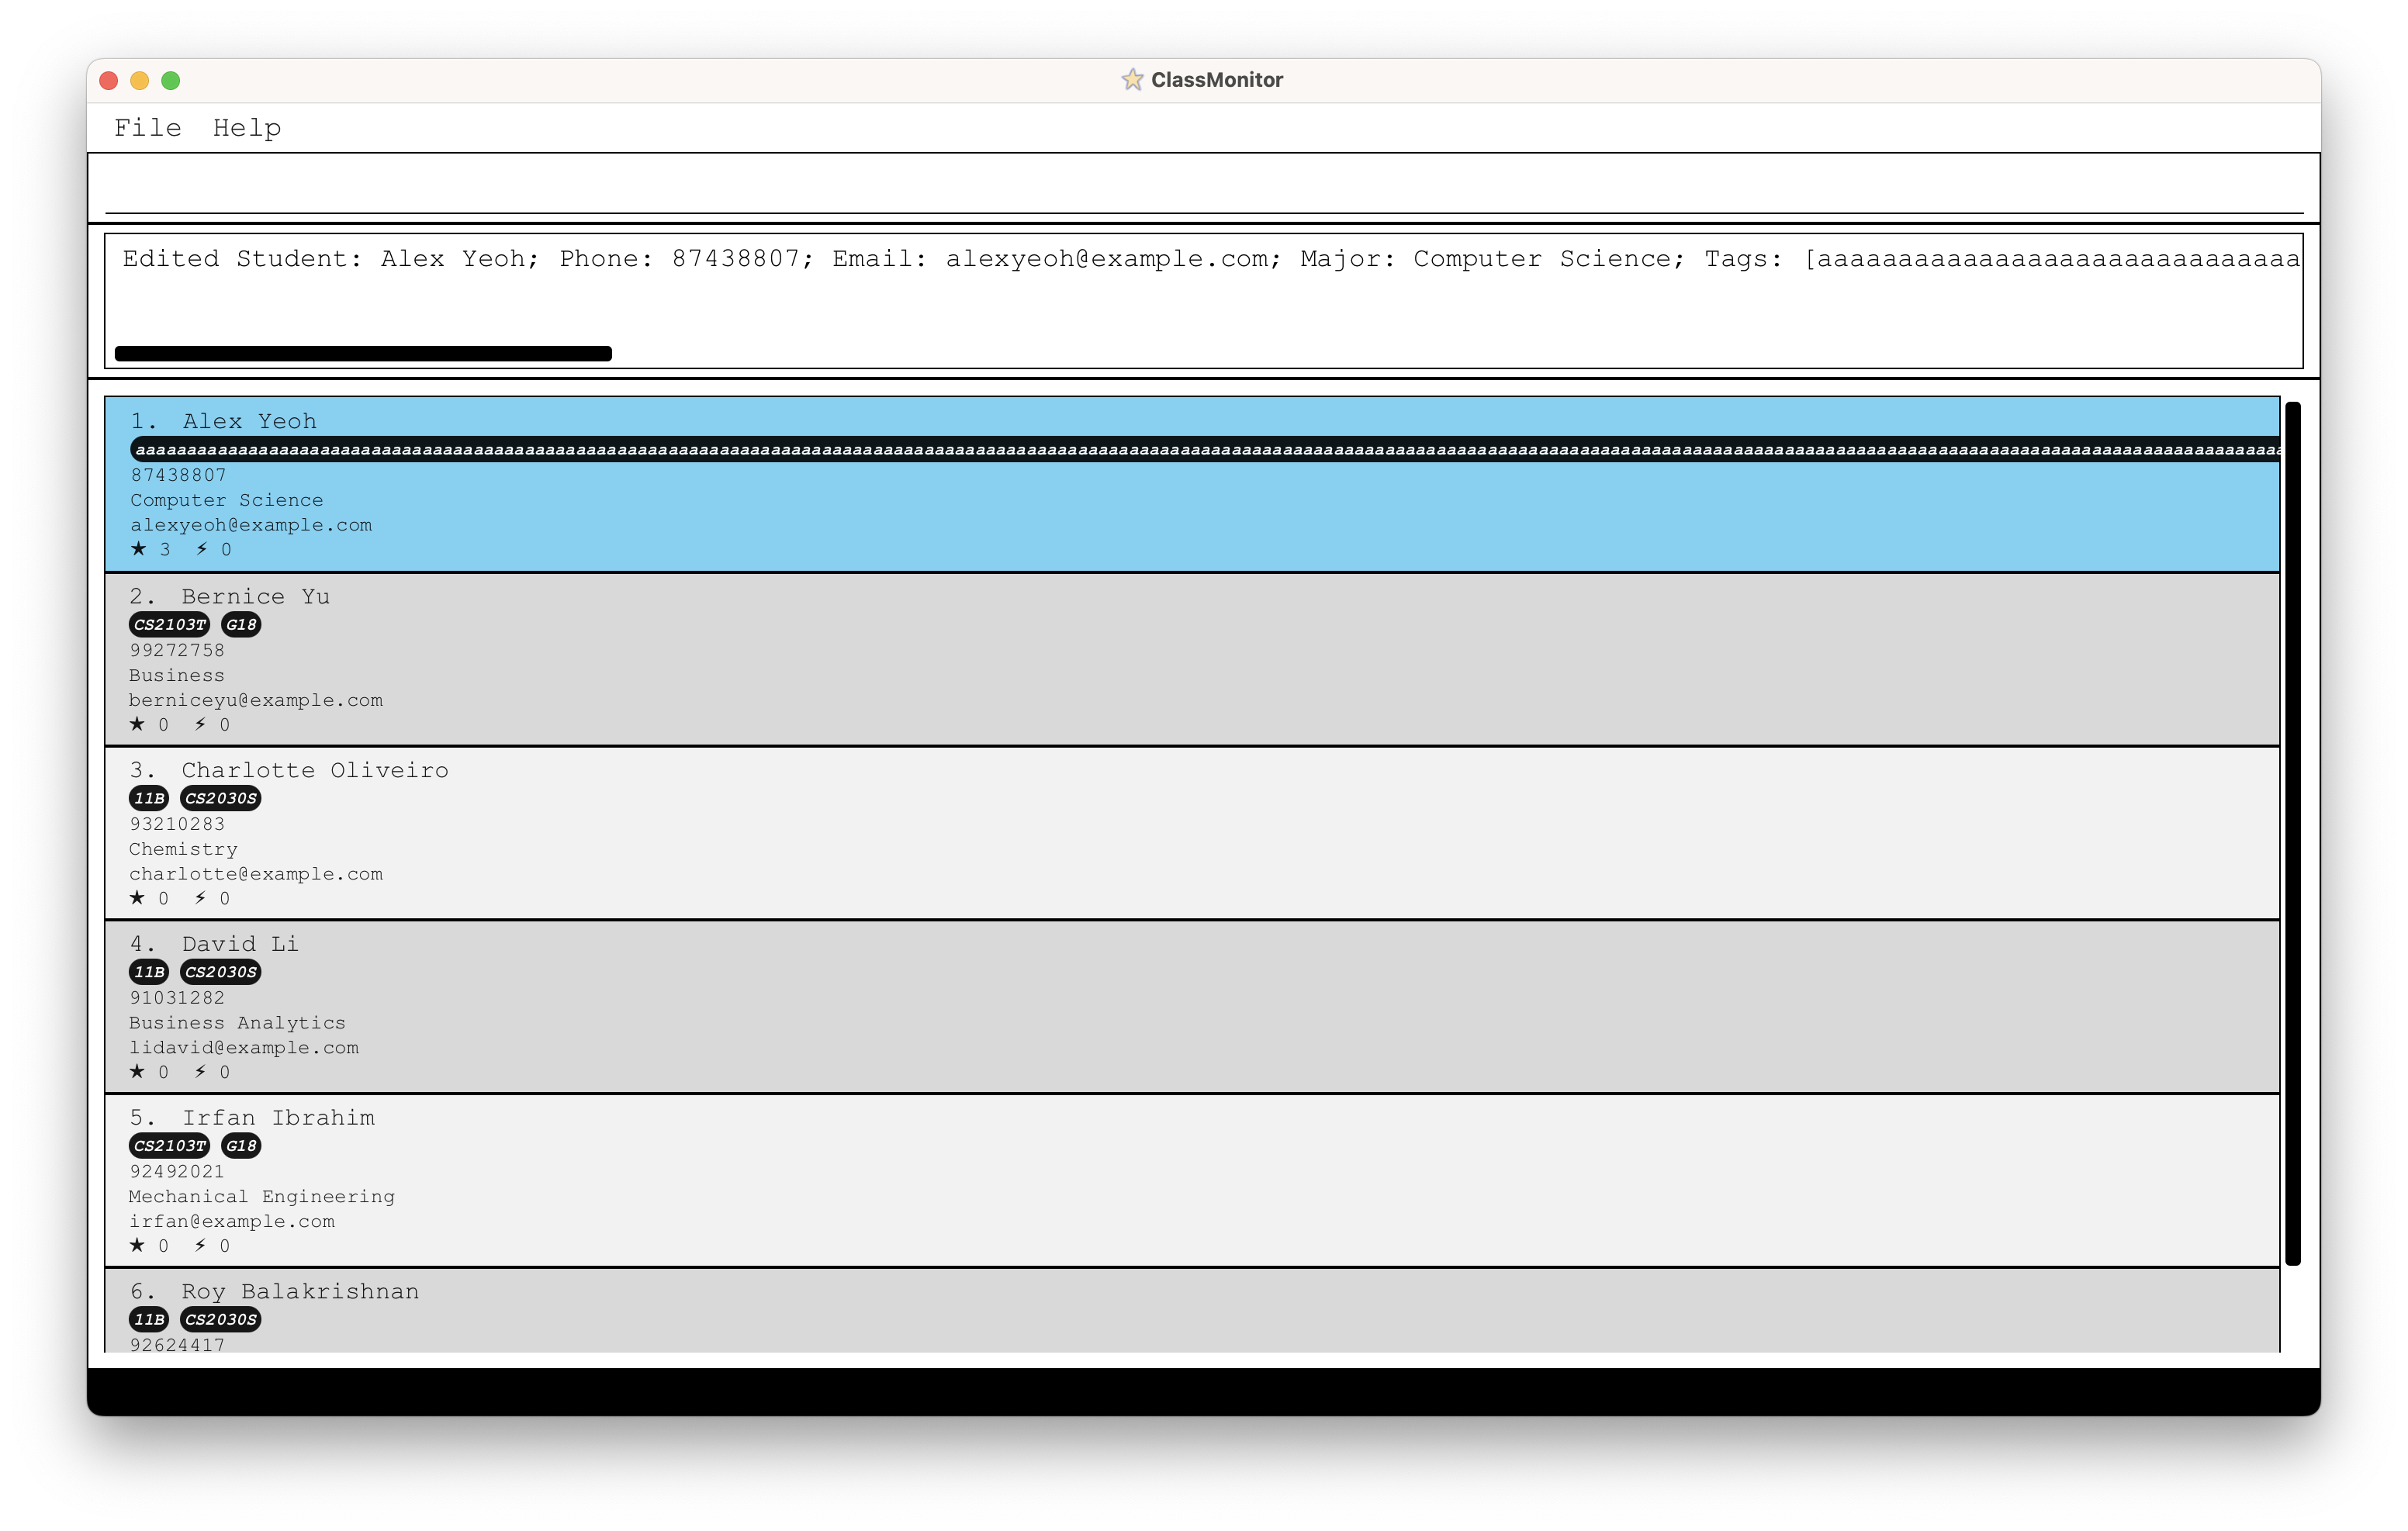 ClassMonitor
File Help
Edited Student: Alex Yeoh; Phone: 87438807; Email: alexyeoh@example.com; Major: Computer Science; Tags: [aaaaaaaaaaaaaaaaaaaaaaaaaaaaaa
1. Alex Yeoh
87438807
Computer Science
alexyeoh@example.com
★ 3 ⚡ 0
2. Bernice Yu
CS2103T G18
99272758
Business
berniceyu@example.com
★ 0 ⚡ 0
3. Charlotte Oliveiro
11B CS2030S
93210283
Chemistry
charlotte@example.com
★ 0 ⚡ 0
4. David Li
11B CS2030S
91031282
Business Analytics
lidavid@example.com
★ 0 ⚡ 0
5. Irfan Ibrahim
CS2103T G18
92492021
Mechanical Engineering
irfan@example.com
★ 0 ⚡ 0
6. Roy Balakrishnan
11B CS2030S
92624417